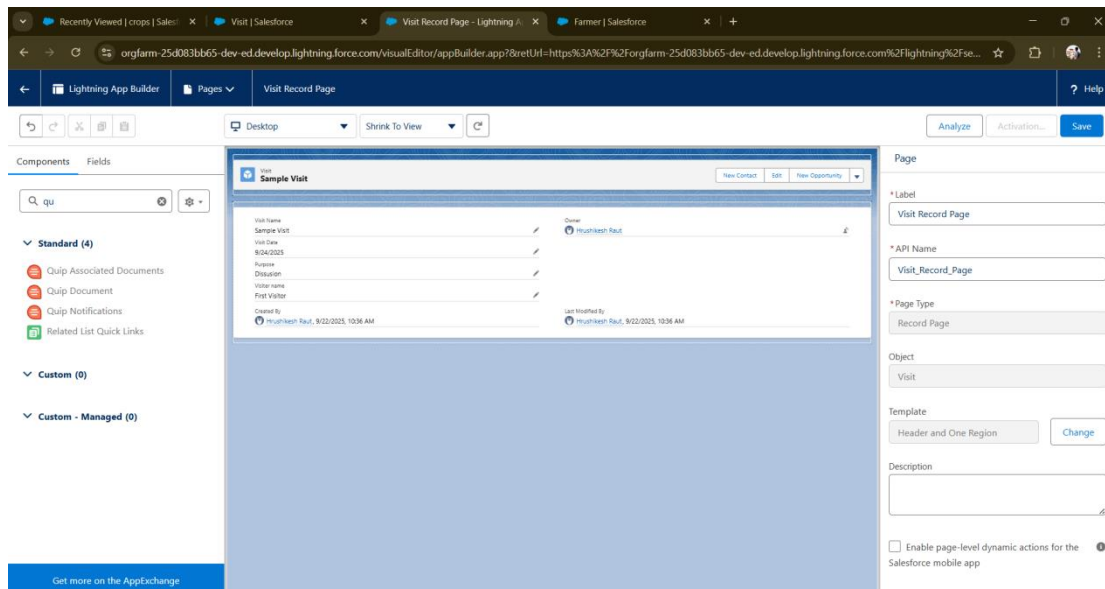 Recently Viewed | crops | Sales
Visit | Salesforce
Visit Record Page - Lightning A
Farmer | Salesforce
orgfarm-25d083bb65-dev-ed.develop.lightning.force.com/visualEditor/appBuilder.app?&retUrl=https%3A%2F%2Forgfarm-25d083bb65-dev-ed.develop.lightning.force.com%2Flightning%2Fse...
Lightning App Builder
Pages
Visit Record Page
? Help
Desktop
Shrink To View
Analyze
Activation...
Save
Components
Fields
qu
Standard (4)
Quip Associated Documents
Quip Document
Quip Notifications
Related List Quick Links
Custom (0)
Custom - Managed (0)
Get more on the AppExchange
Visit
Sample Visit
New Contact
Edit
New Opportunity
Visit Name
Sample Visit
Owner
Hrushikesh Raut
Visit Date
9/24/2025
Purpose
Dissusion
Visitor name
First Visitor
Created By
Hrushikesh Raut, 9/22/2025, 10:36 AM
Last Modified By
Hrushikesh Raut, 9/22/2025, 10:36 AM
Page
*Label
Visit Record Page
*API Name
Visit_Record_Page
*Page Type
Record Page
Object
Visit
Template
Header and One Region
Change
Description
Enable page-level dynamic actions for the
Salesforce mobile app